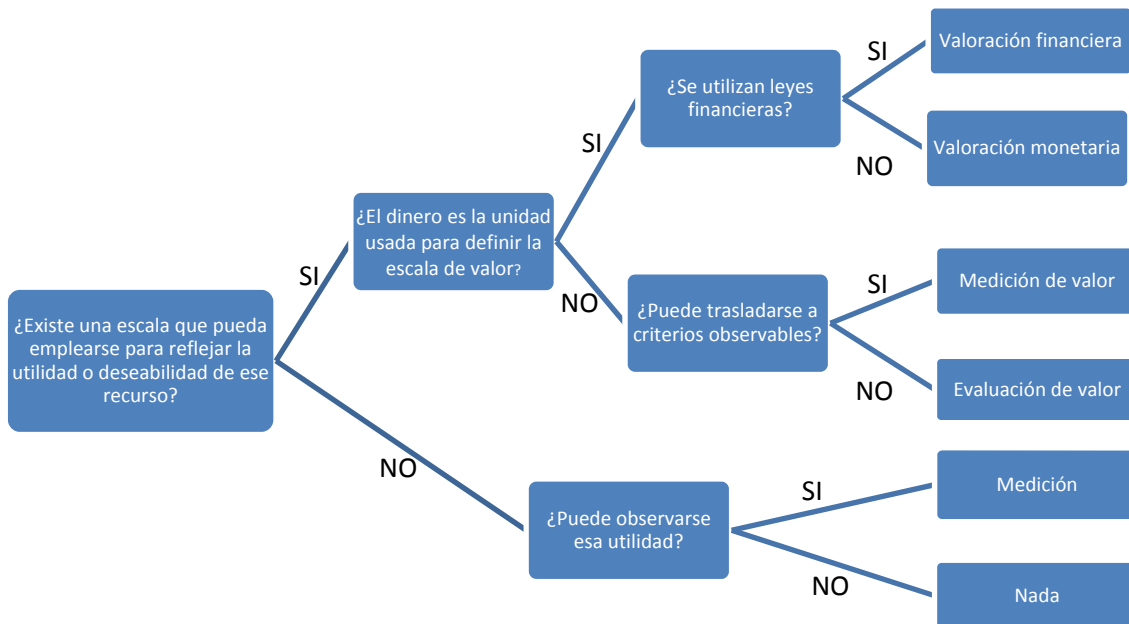 ¿Existe una escala que pueda
emplearse para reflejar la
utilidad o deseabilidad de ese
recurso?
SI
NO
¿El dinero es la unidad
usada para definir la
escala de valor?
SI
NO
¿Se utilizan leyes
financieras?
SI
NO
Valoración financiera
Valoración monetaria
¿Puede trasladarse a
criterios observables?
SI
NO
Medición de valor
Evaluación de valor
¿Puede observarse
esa utilidad?
SI
NO
Medición
Nada